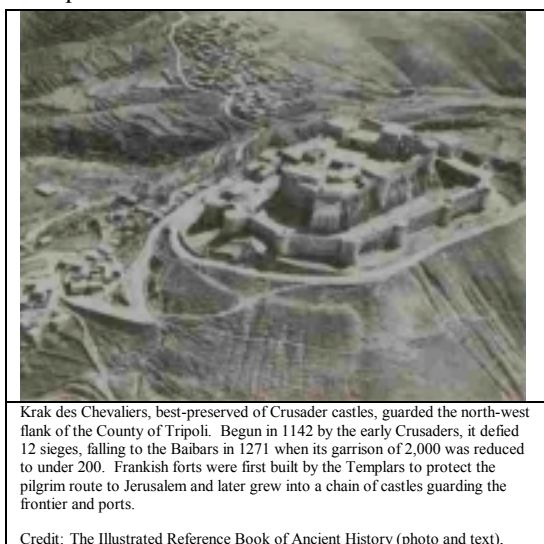 Krak des Chevaliers, best-preserved of Crusader castles, guarded the north-west
flank of the County of Tripoli.  Begun in 1142 by the early Crusaders, it defied
12 sieges, falling to the Baibars in 1271 when its garrison of 2,000 was reduced
to under 200.  Frankish forts were first built by the Templars to protect the
pilgrim route to Jerusalem and later grew into a chain of castles guarding the
frontier and ports.
Credit:  The Illustrated Reference Book of Ancient History (photo and text).